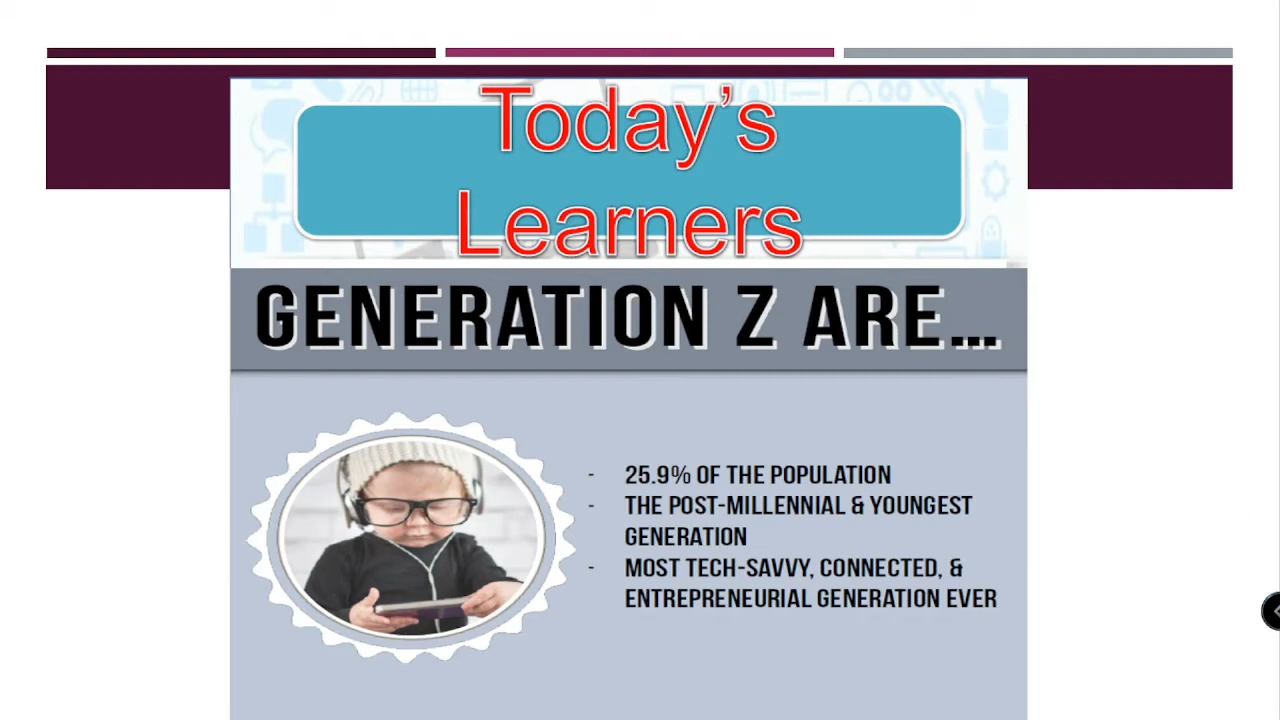 Today's
Learners
GENERATION Z ARE...
- 25.9% OF THE POPULATION
- THE POST-MILLENNIAL & YOUNGEST
GENERATION
- MOST TECH-SAVVY, CONNECTED, &
ENTREPRENEURIAL GENERATION EVER